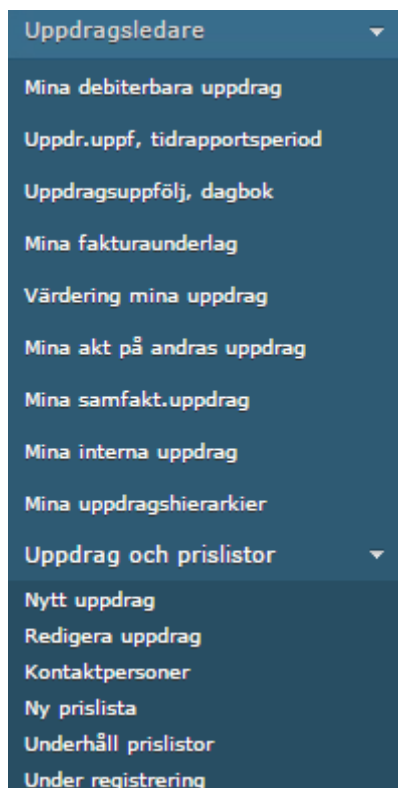 Uppdragsledare
Mina debiterbara uppdrag
Uppdr.uppf, tidrapportsperiod
Uppdragsuppfölj, dagbok
Mina fakturaunderlag
Värdering mina uppdrag
Mina akt på andras uppdrag
Mina samfakt.uppdrag
Mina interna uppdrag
Mina uppdragshierarkier
Uppdrag och prislistor
Nytt uppdrag
Redigera uppdrag
Kontaktpersoner
Ny prislista
Underhåll prislistor
Under registrering